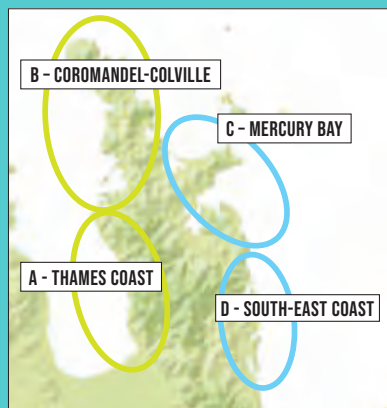 B – COROMANDEL-COLVILLE
C – MERCURY BAY
A - THAMES COAST
D - SOUTH-EAST COAST